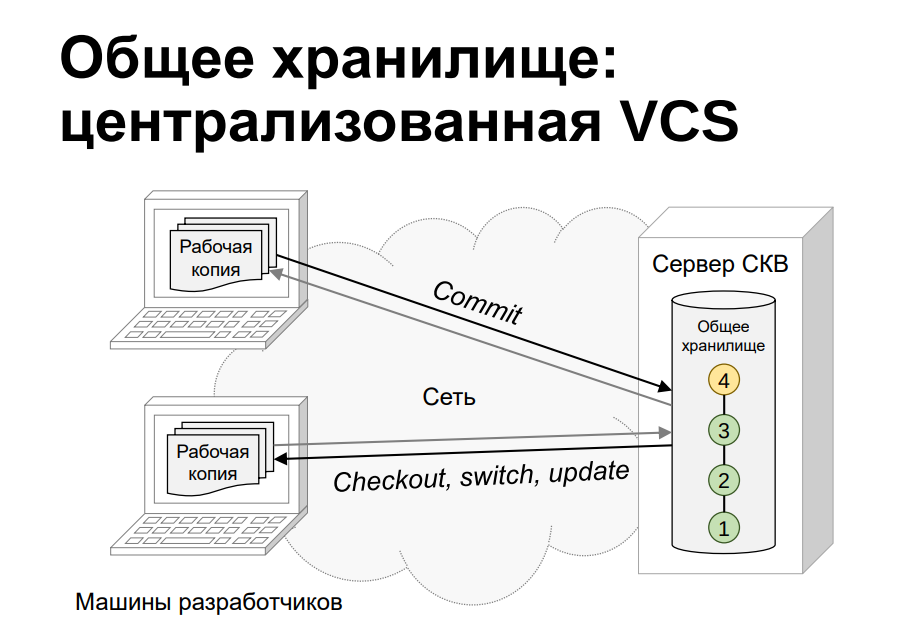 Общее хранилище:
централизованная VCS
Рабочая
копия
Commit
Сервер СКВ
Общее
хранилище
4
3
2
1
Сеть
Рабочая
копия
Checkout, switch, update
Машины разработчиков